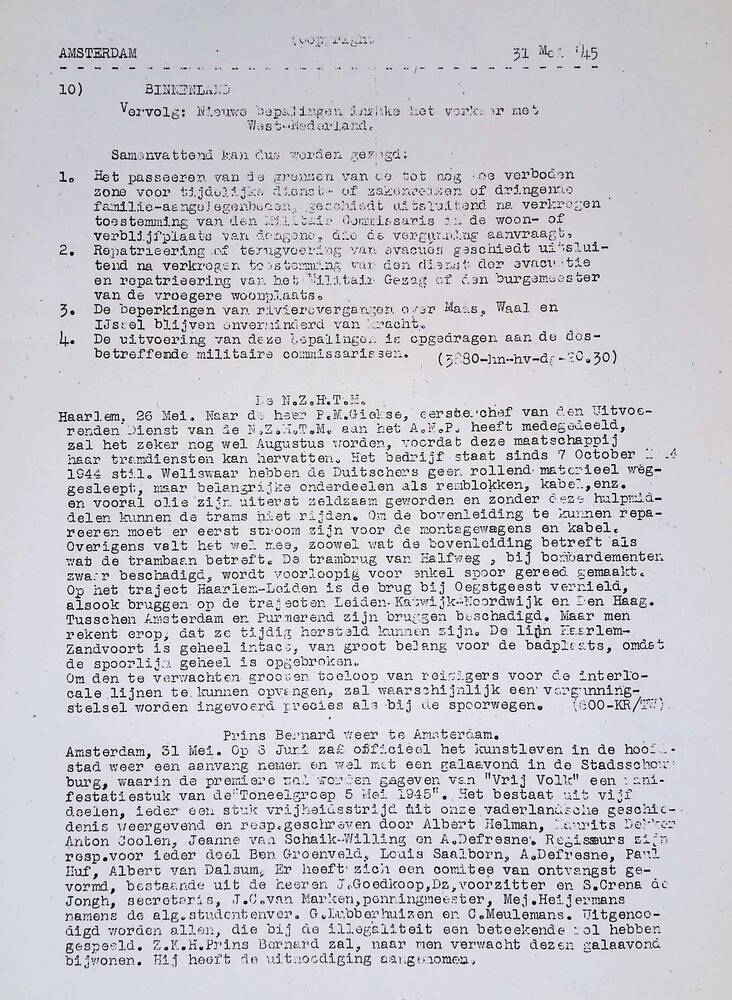 (Copyright
AMSTERDAM 31 Mei '45
10) BINNENLAND
Vervolg: Nieuwe bepalingen inzake het verkeer met
West-Nederland.
Samenvattend kan dus worden gezegd:
1. Het passeeren van de grenzen van de tot nog toe verboden
zone voor tijdelijke dienst- of zakenreizen of dringende
familie-aangelegenheden, geschiedt uitsluitend na verkregen
toestemming van den Militair Commissaris in de woon- of
verblijfplaats van dengene, die de vergunning aanvraagt.
2. Repatrieering of terugvoering van evacués geschiedt uitslui-
tend na verkregen toestemming van den dienst der evacuatie
en repatrieering van het Militair Gezag of den burgemeester
van de vroegere woonplaats.
3. De beperkingen van rivierovergangen over Maas, Waal en
IJssel blijven onverminderd van kracht.
4. De uitvoering van deze bepalingen is opgedragen aan de des-
betreffende militaire commissarissen. (3880-hn-hv-dg-20.30)
De N.Z.H.T.M.
Haarlem, 26 Mei. Naar de heer P.M.Giekse, eerste chef van den Uitvoe-
renden Dienst van de N.Z.H.T.M. aan het A.N.P. heeft medegedeeld,
zal het zeker nog wel Augustus worden, voordat deze maatschappij
haar tramdiensten kan hervatten. Het bedrijf staat sinds 7 October
1944 stil. Weliswaar hebben de Duitschers geen rollend materieel weg-
gesleept, maar belangrijke onderdeelen als remblokken, kabel,enz.
en vooral olie zijn uiterst zeldzaam geworden en zonder deze hulpmid-
delen kunnen de trams niet rijden. Om de bovenleiding te kunnen repa-
reeren moet er eerst stroom zijn voor de montagewagens en kabel.
Overigens valt het wel mee, zoowel wat de bovenleiding betreft als
wat de trambaan betreft. De trambrug van Halfweg , bij bombardementen
zwaar beschadigd, wordt voorloopig voor enkel spoor gereed gemaakt.
Op het traject Haarlem-Leiden is de brug bij Oegstgeest vernield,
alsook bruggen op de trajecten Leiden-Katwijk-Noordwijk en Den Haag.
Tusschen Amsterdam en Purmerend zijn bruggen beschadigd. Maar men
rekent erop, dat ze tijdig hersteld kunnen zijn. De lijn Haarlem-
Zandvoort is geheel intact, van groot belang voor de badplaats, omdat
de spoorlijn geheel is opgebroken.
Om den te verwachten grooten toeloop van reizigers voor de interlo-
cale lijnen te kunnen opvangen, zal waarschijnlijk een vergunning-
stelsel worden ingevoerd precies als bij de spoorwegen. (600-KR/TW)
Prins Bernard weer te Amsterdam.
Amsterdam, 31 Mei. Op 6 Juni zal officieel het kunstleven in de hoofd-
stad weer een aanvang nemen en wel met een galaavond in de Stadsschouw-
burg, waarin de premiere zal worden gegeven van "Vrij Volk" een mani-
festatiestuk van de "Toneelgroep 5 Mei 1945". Het bestaat uit vijf
deelen, ieder een stuk vrijheidsstrijd uit onze vaderlandsche geschie-
denis weergevend en resp.geschreven door Albert Helman, Maurits Dekker
Anton Coolen, Jeanne van Schaik-Willing en A.Defresne. Regisseurs zijn
resp.voor ieder deel Ben Groenveld, Louis Saalborn, A.Defresne, Paul
Huf, Albert van Dalsum. Er heeft zich een comitee van ontvangst ge-
vormd, bestaande uit de heeren J.Goedkoop,Dz,voorzitter en S.Crena de
Jongh, secretaris, J.C.van Marken,penningmeester, Mej.Heijermans
namens de alg.studentenver. G.Lubberhuizen en C.Meulemans. Uitgenoo-
digd worden allen, die bij de illegaliteit een beteekende rol hebben
gespeeld. Z.K.H.Prins Bernard zal, naar men verwacht dezen galaavond
bijwonen. Hij heeft de uitnoodiging aangenomen.